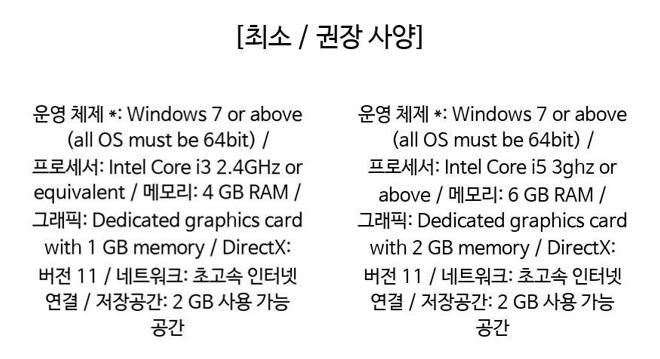 [최소 / 권장 사양]
운영 체제 *: Windows 7 or above
(all OS must be 64bit) /
프로세서: Intel Core i3 2.4GHz or
equivalent / 메모리: 4 GB RAM /
그래픽: Dedicated graphics card
with 1 GB memory / DirectX:
버전 11 / 네트워크: 초고속 인터넷
연결 / 저장공간: 2 GB 사용 가능
공간
운영 체제 *: Windows 7 or above
(all OS must be 64bit) /
프로세서: Intel Core i5 3ghz or
above / 메모리: 6 GB RAM /
그래픽: Dedicated graphics card
with 2 GB memory / DirectX:
버전 11 / 네트워크: 초고속 인터넷
연결 / 저장공간: 2 GB 사용 가능
공간